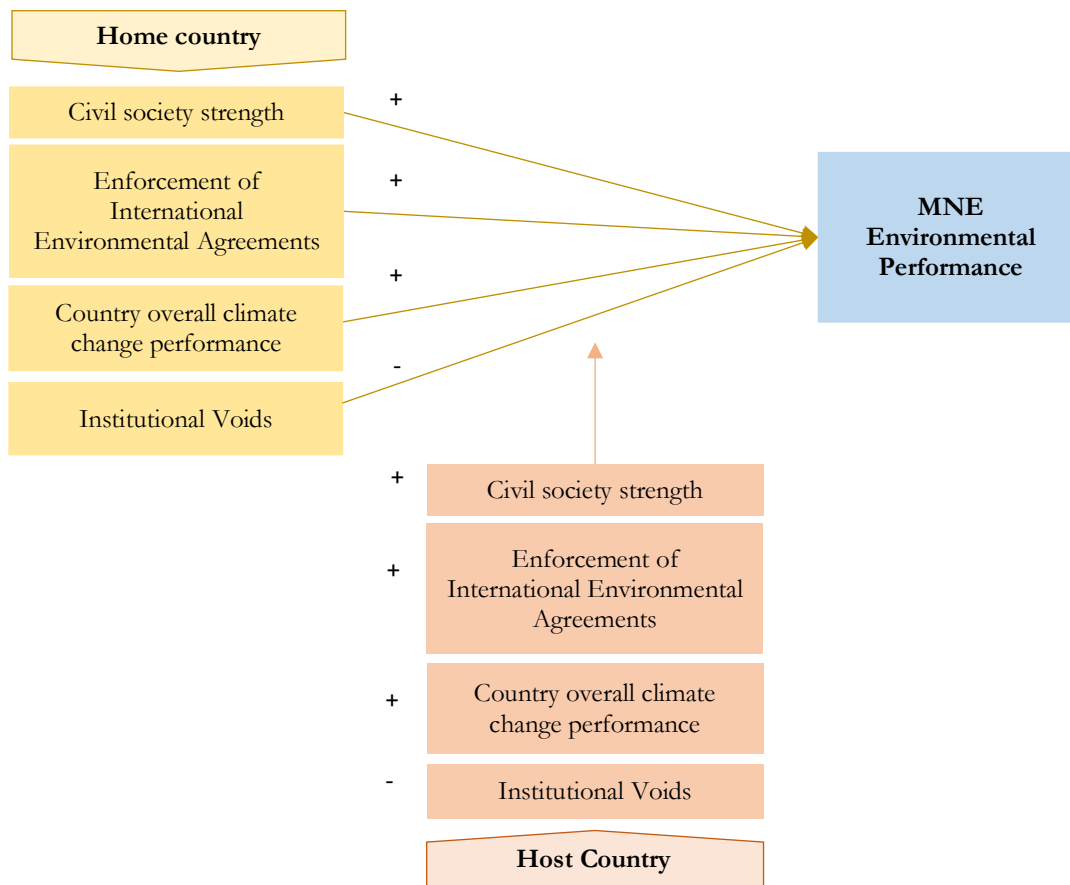 Home country
Civil society strength
+
Enforcement of
International
Environmental Agreements
+
Country overall climate
change performance
+
Institutional Voids
-
MNE
Environmental
Performance
+
Civil society strength
+
Enforcement of
International Environmental
Agreements
+
Country overall climate
change performance
-
Institutional Voids
Host Country